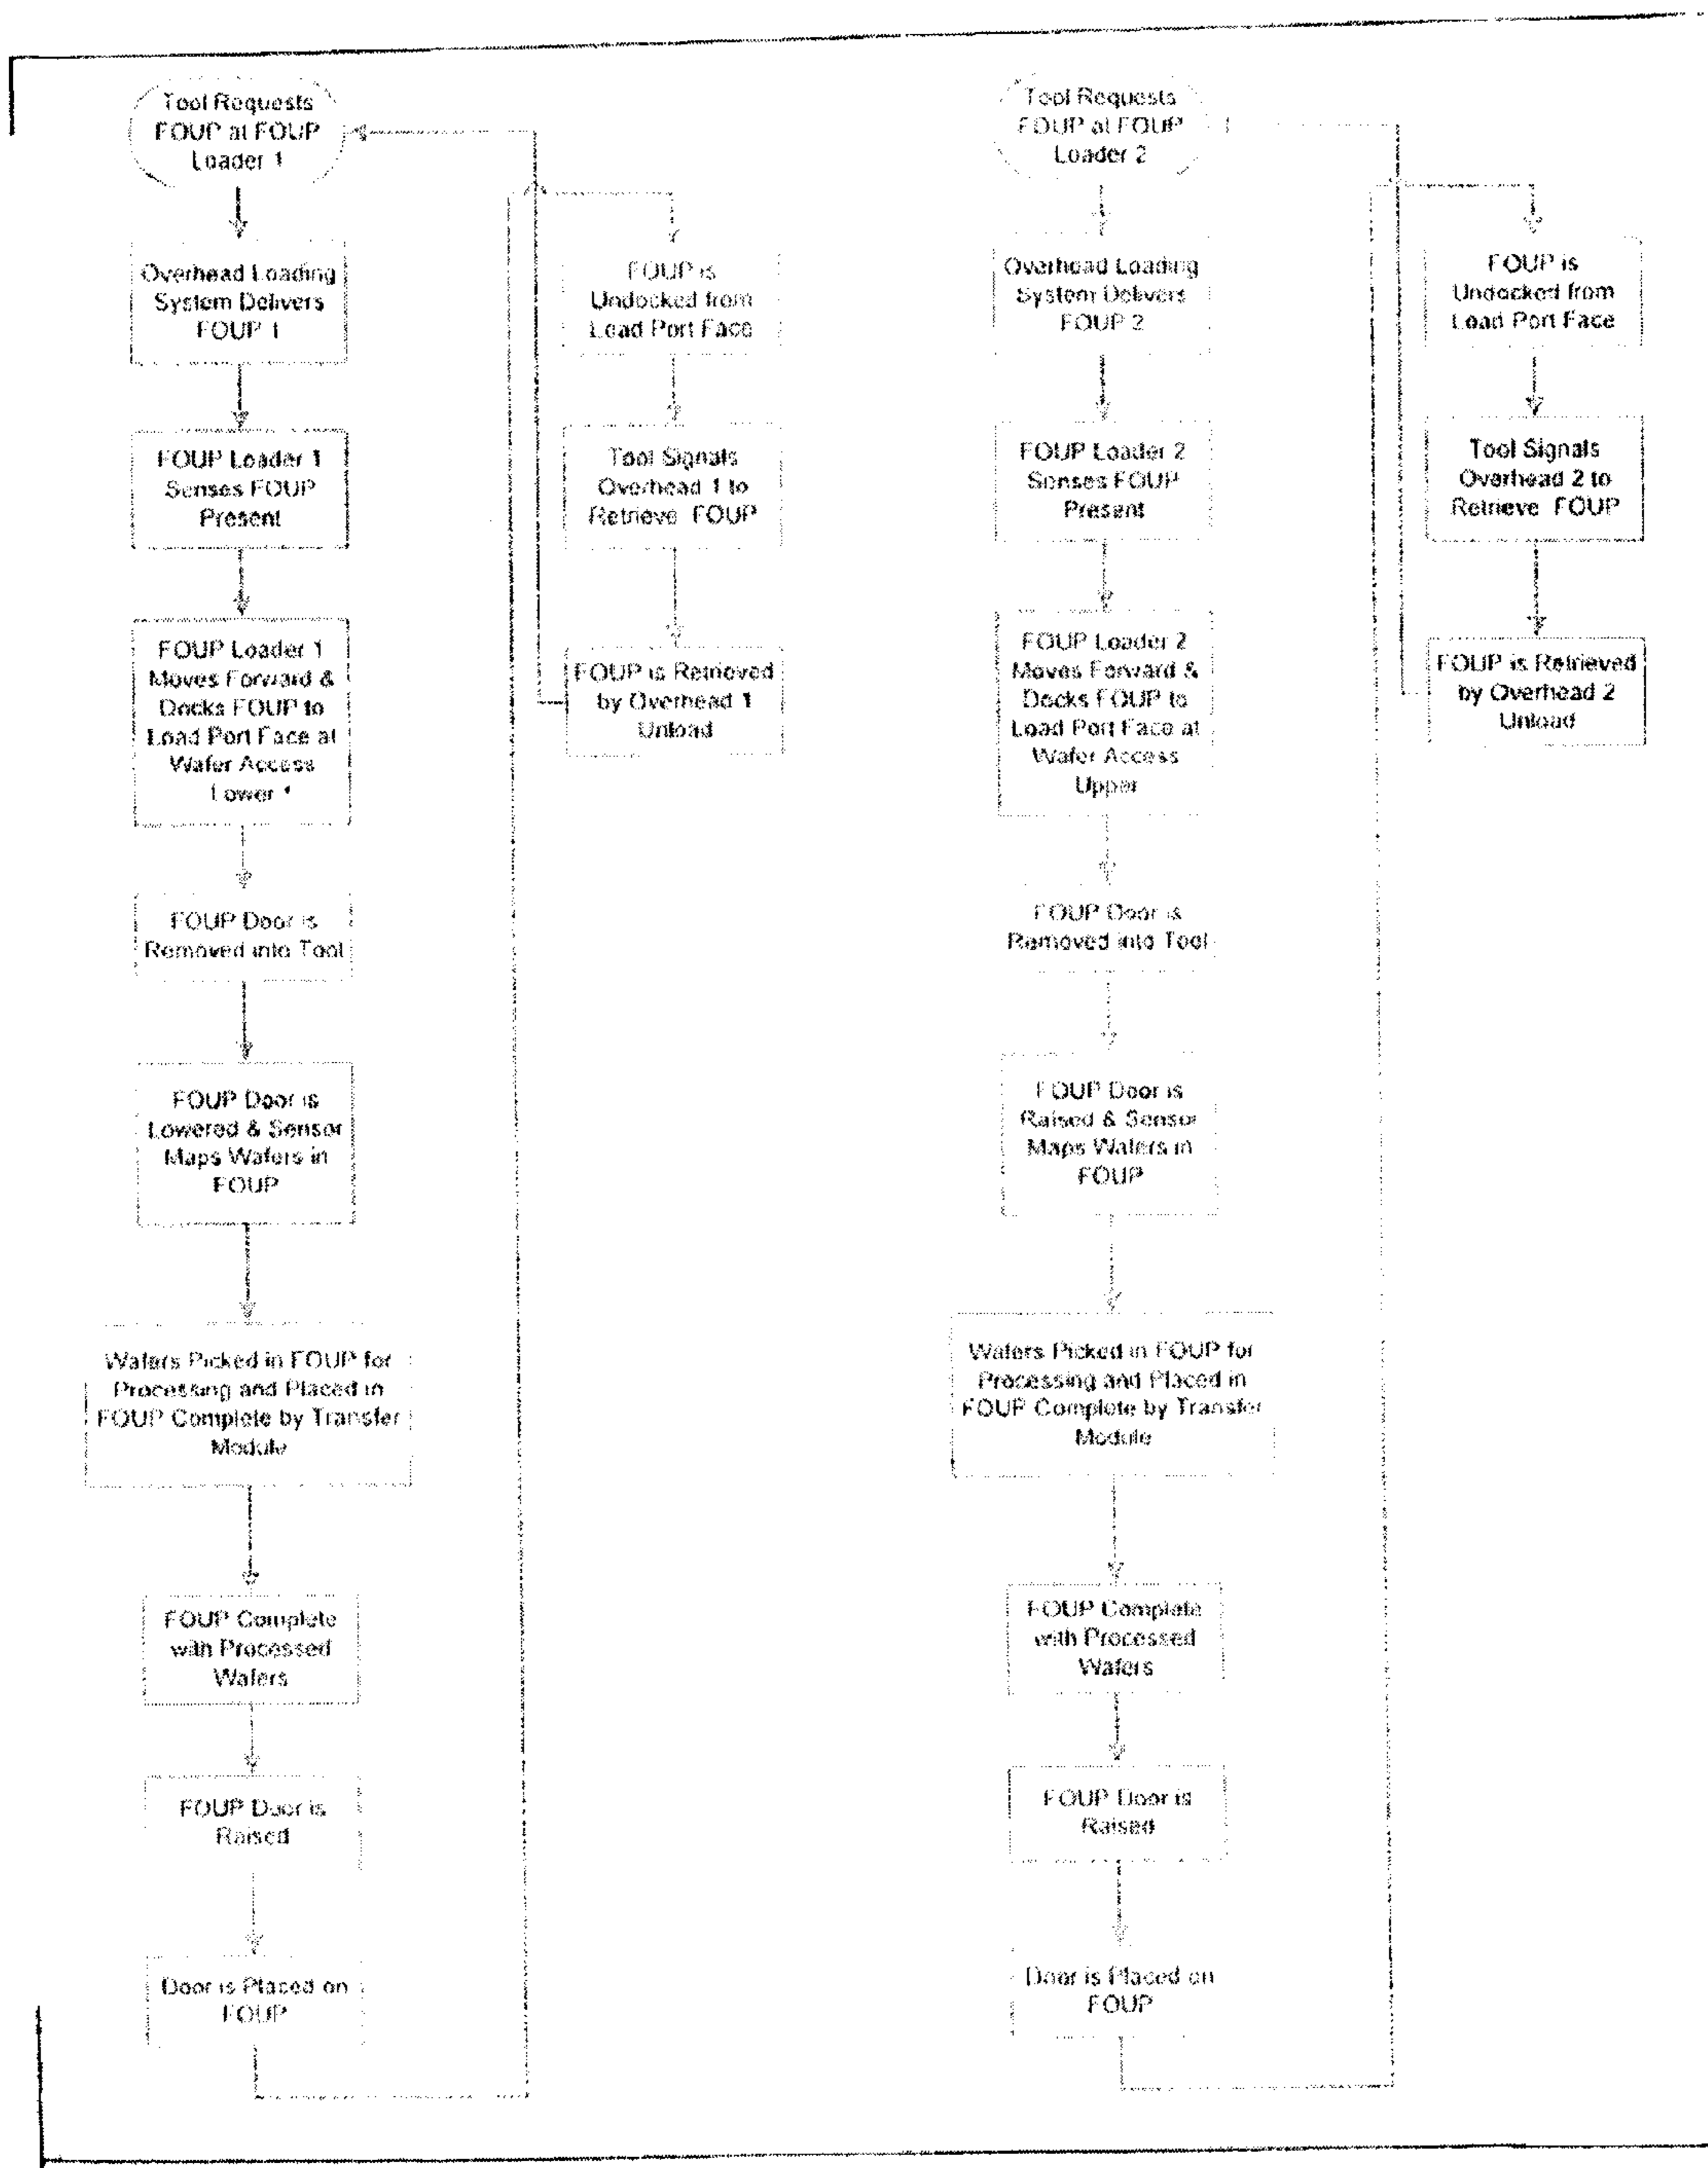 Tool Requests
FOUP at FOUP
Loader 1
Overhead Loading
System Delivers
FOUP 1
FOUP Loader 1
Senses FOUP
Present
FOUP Loader 1
Moves Forward &
Docks FOUP to
Load Port Face at
Wafer Access
Lower
FOUP Door is
Removed into Tool
FOUP Door is
Lowered & Sensor
Maps Wafers in
FOUP
Wafers Picked in FOUP for
Processing and Placed in
FOUP Complete by Transfer
Module
FOUP Complete
with Processed
Wafers
FOUP Door is
Raised
Door is Placed on
FOUP
FOUP is
Undocked from
Load Port Face
Tool Signals
Overhead 1 to
Retrieve FOUP
FOUP is Retrieved
by Overhead 1
Unload
Tool Requests
FOUP at FOUP
Loader 2
Overhead Loading
System Delivers
FOUP 2
FOUP Loader 2
Senses FOUP
Present
FOUP Loader 2
Moves Forward &
Docks FOUP to
Load Port Face at
Wafer Access
Upper
FOUP Door is
Removed into Tool
FOUP Door is
Raised & Sensor
Maps Wafers in
FOUP
Wafers Picked in FOUP for
Processing and Placed in
FOUP Complete by Transfer
Module
FOUP Complete
with Processed
Wafers
FOUP Door is
Raised
Door is Placed on
FOUP
FOUP is
Undocked from
Load Port Face
Tool Signals
Overhead 2 to
Retrieve FOUP
FOUP is Retrieved
by Overhead 2
Unload